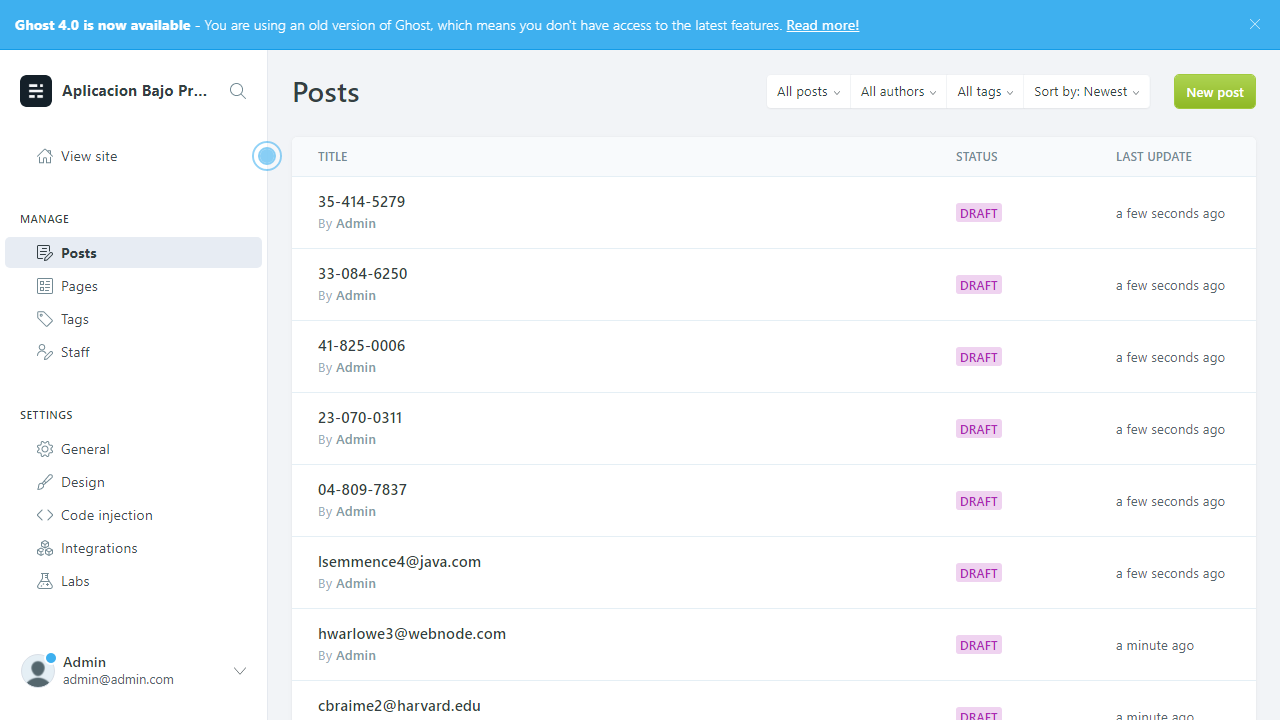 Ghost 4.0 is now available - You are using an old version of Ghost, which means you don't have access to the latest features. Read more!
Aplicacion Bajo Pr...
View site
MANAGE
Posts
Pages
Tags
Staff
SETTINGS
General
Design
Code injection
Integrations
Labs
Admin
admin@admin.com
Posts
All posts
All authors
All tags
Sort by: Newest
New post
TITLE STATUS LAST UPDATE
35-414-5279
By Admin
DRAFT
a few seconds ago
33-084-6250
By Admin
DRAFT
a few seconds ago
41-825-0006
By Admin
DRAFT
a few seconds ago
23-070-0311
By Admin
DRAFT
a few seconds ago
04-809-7837
By Admin
DRAFT
a few seconds ago
lsemmence4@java.com
By Admin
DRAFT
a few seconds ago
hwarlowe3@webnode.com
By Admin
DRAFT
a minute ago
cbraime2@harvard.edu
DRAFT
a minute ago